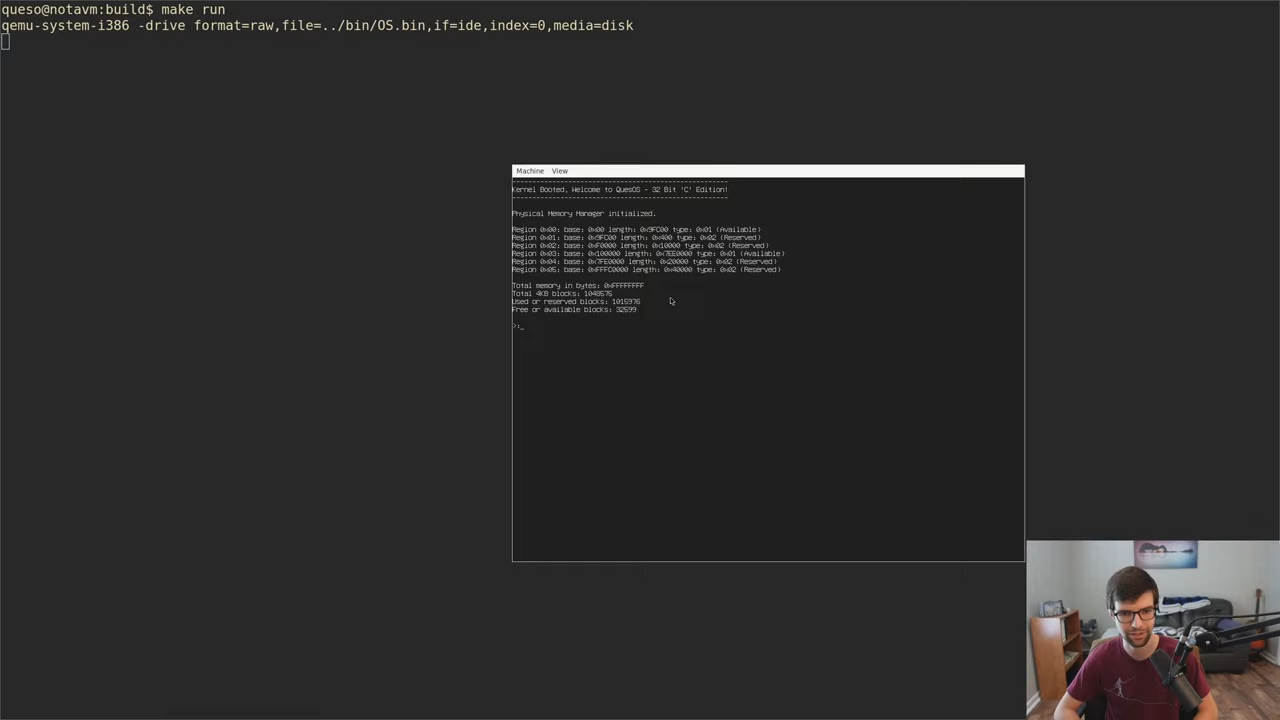 queso@notavm:build$ make run
qemu-system-i386 -drive format=raw,file=../bin/OS.bin,if=ide,index=0,media=disk
Machine View
------------------------------------------------------
Kernel Booted, Welcome to QuesOS - 32 Bit 'C' Edition!
------------------------------------------------------
Physical Memory Manager initialized.
Region 0x00: base: 0x00 length: 0x9FC00 type: 0x01 (Available)
Region 0x01: base: 0x9FC00 length: 0x400 type: 0x02 (Reserved)
Region 0x02: base: 0xF0000 length: 0x10000 type: 0x02 (Reserved)
Region 0x03: base: 0x100000 length: 0x7EE0000 type: 0x01 (Available)
Region 0x04: base: 0x7FE0000 length: 0x20000 type: 0x02 (Reserved)
Region 0x05: base: 0xFFFC0000 length: 0x40000 type: 0x02 (Reserved)
Total memory in bytes: 0xFFFFFFFF
Total 4KB blocks: 1048575
Used or reserved blocks: 1015976
Free or available blocks: 32599
>:_